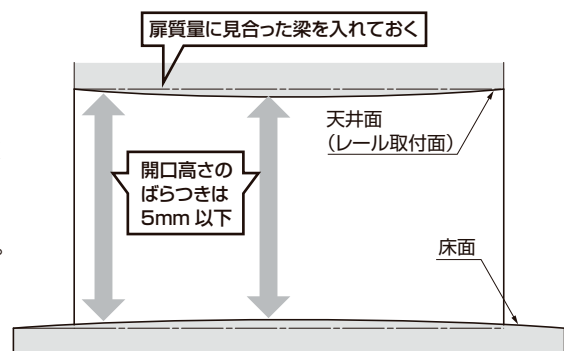 扉質量に見合った梁を入れておく
天井面
（レール取付面）
開口高さの
ばらつきは
5mm 以下
。
床面